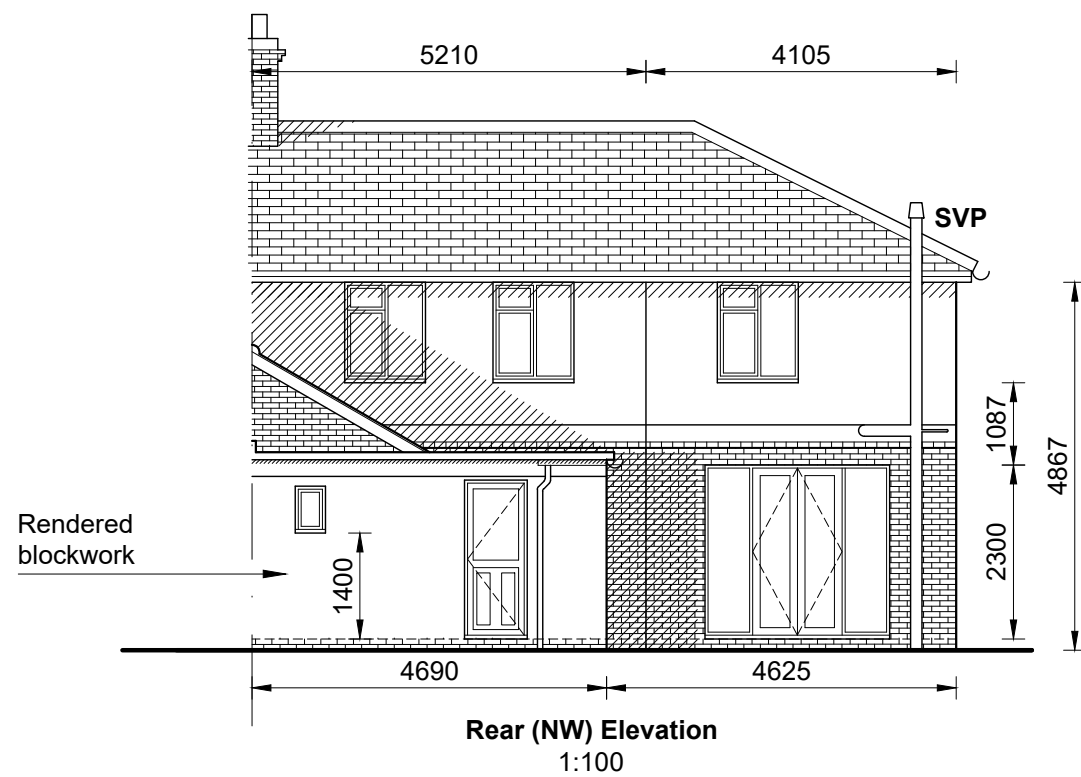 5210
4105
SVP
1087
4867
2300
Rendered
blockwork
1400
4690
4625
Rear (NW) Elevation
1:100